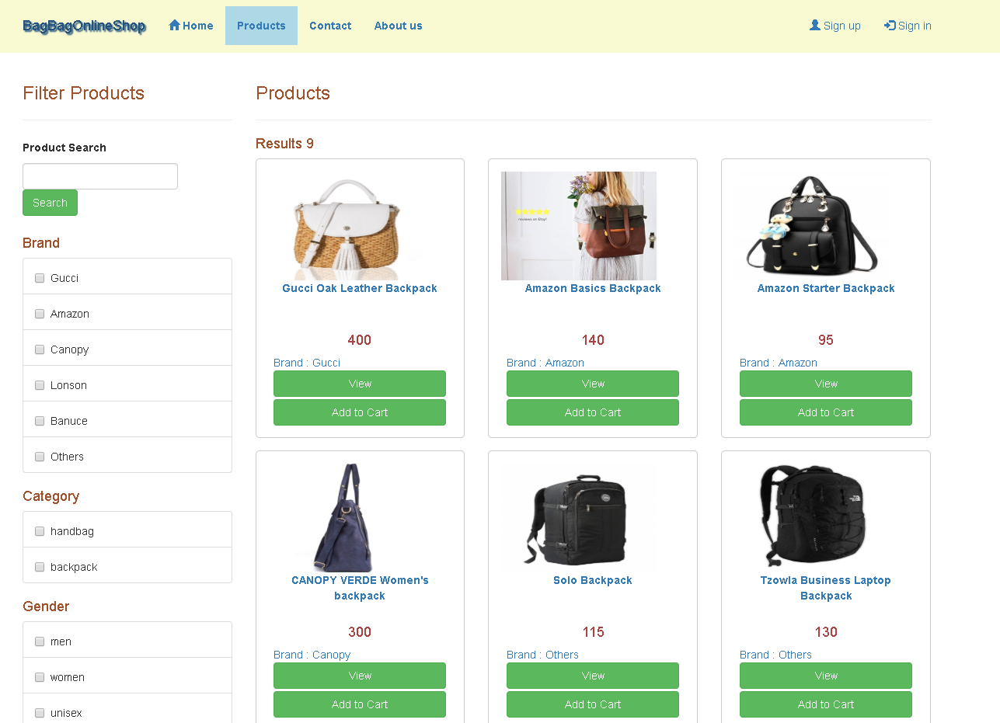 BagBagOnlineShop Home Products Contact About us Sign up Sign in
Filter Products
Product Search
Search
Brand
Gucci
Amazon
Canopy
Lonson
Banuce
Others
Category
handbag
backpack
Gender
men
women
unisex
Products
Results 9
Gucci Oak Leather Backpack
400
Brand : Gucci
View
Add to Cart
reviews on Etsy!
Amazon Basics Backpack
140
Brand : Amazon
View
Add to Cart
Amazon Starter Backpack
95
Brand : Amazon
View
Add to Cart
CANOPY VERDE Women's
backpack
300
Brand : Canopy
View
Add to Cart
Solo Backpack
115
Brand : Others
View
Add to Cart
Tzowla Business Laptop
Backpack
130
Brand : Others
View
Add to Cart